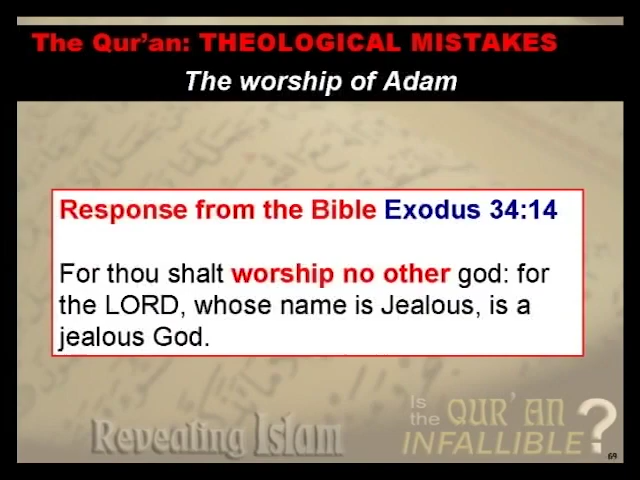 The Qur'an: THEOLOGICAL MISTAKES
The worship of Adam
Response from the Bible Exodus 34:14
For thou shalt worship no other god: for
the LORD, whose name is Jealous, is a
jealous God.
Revealing Islam
Is
the QUR'AN
INFALLIBLE?
69